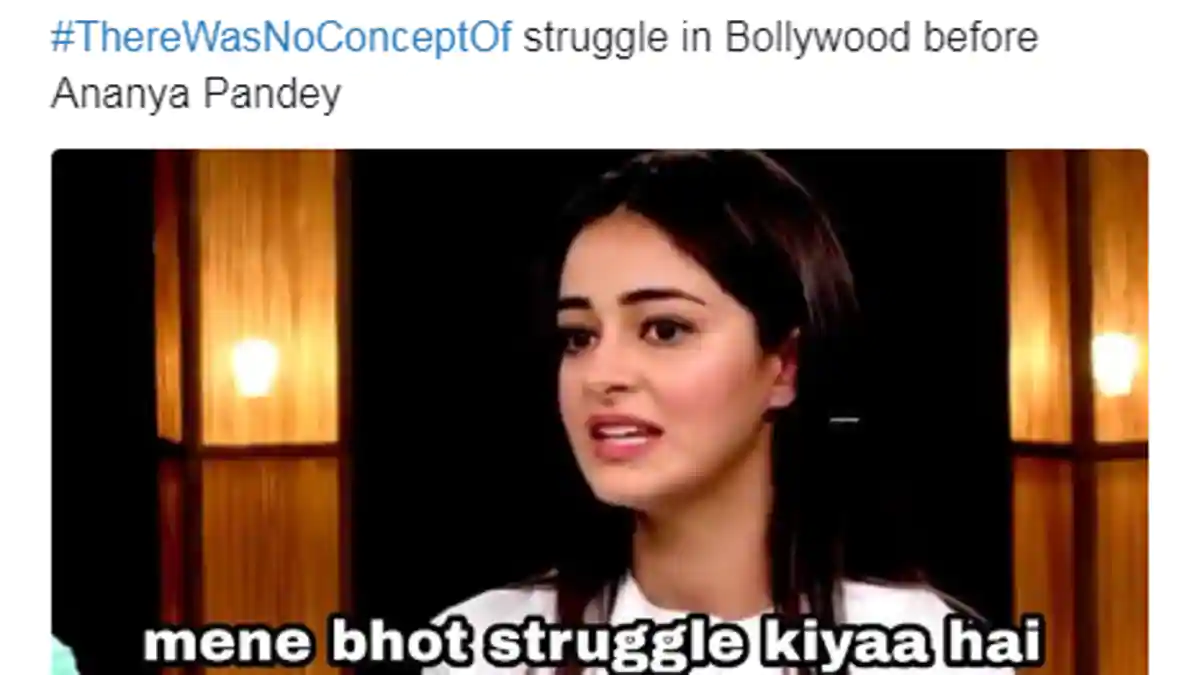 #ThereWasNoConceptOf struggle in Bollywood before
Ananya Pandey
mene bhot struggle kiyaa hai